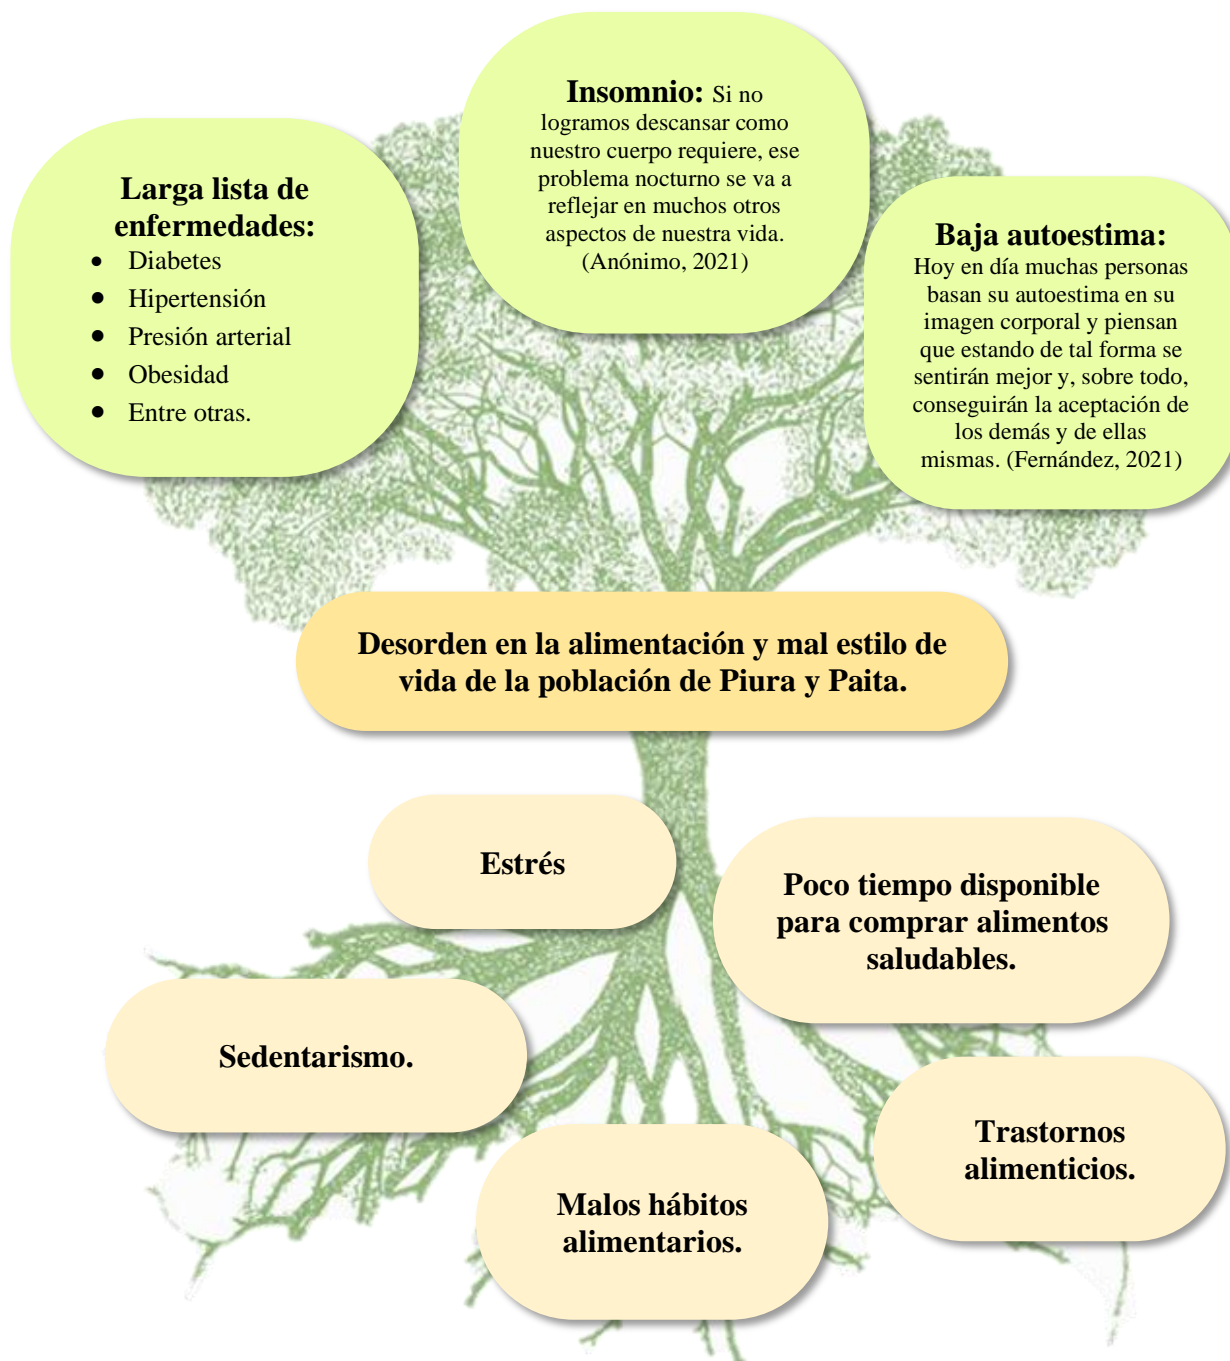 Insomnio: Si no
logramos descansar como
nuestro cuerpo requiere, ese
problema nocturno se va a
reflejar en muchos otros
aspectos de nuestra vida.
(Anónimo, 2021)
Larga lista de
enfermedades:
• Diabetes
• Hipertensión
• Presión arterial
• Obesidad
• Entre otras.
Baja autoestima:
Hoy en día muchas personas
basan su autoestima en su
imagen corporal y piensan
que estando de tal forma se
sentirán mejor y, sobre todo,
conseguirán la aceptación de
los demás y de ellas
mismas. (Fernández, 2021)
Desorden en la alimentación y mal estilo de
vida de la población de Piura y Paita.
Estrés
Poco tiempo disponible
para comprar alimentos
saludables.
Sedentarismo.
Trastornos
alimenticios.
Malos hábitos
alimentarios.